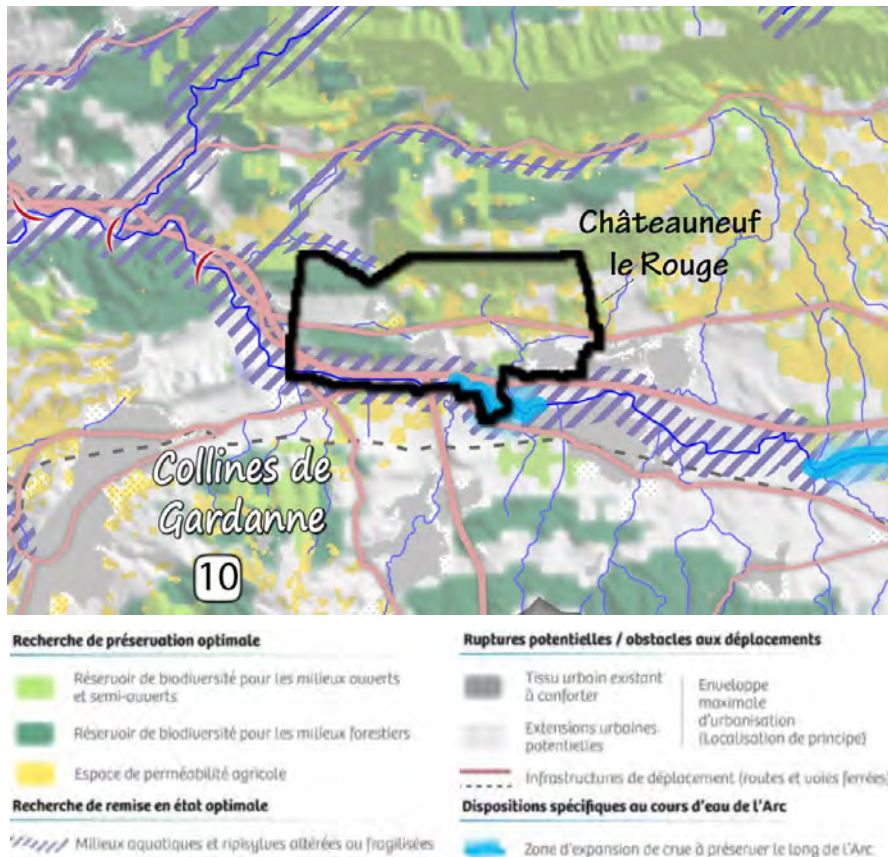 Châteauneuf
le Rouge
Collines de
Gardanne
10
Recherche de préservation optimale
Réservoir de biodiversité pour les milieux ouverts
et semi-ouverts
Réservoir de biodiversité pour les milieux forestiers
Espace de perméabilité agricole
Recherche de remise en état optimale
Milieux aquatiques et ripisylves altérées ou fragilisées
Ruptures potentielles / obstacles aux déplacements
Tissu urbain existant
à conforter
Extensions urbaines
potentielles
Enveloppe
maximale
d'urbanisation
(Localisation de principe)
Infrastructures de déplacement (routes et voies ferrées)
Dispositions spécifiques au cours d'eau de l'Arc
Zone d'expansion de crue à préserver le long de l'Arc